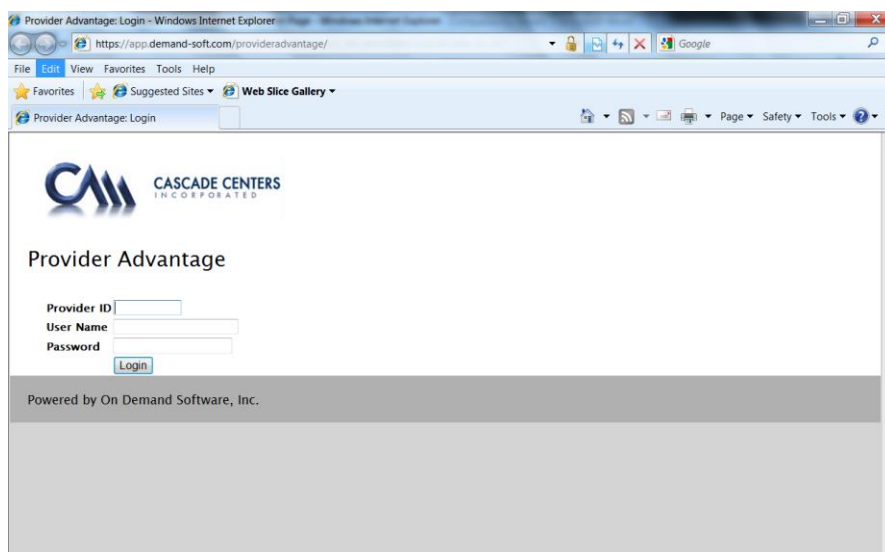 Provider Advantage: Login - Windows Internet Explorer
https://app.demand-soft.com/provideradvantage/
Google
File Edit View Favorites Tools Help
Favorites Suggested Sites Web Slice Gallery
Provider Advantage: Login
Page Safety Tools
CASCADE CENTERS
INCORPORATED
Provider Advantage
Provider ID
User Name
Password
Login
Powered by On Demand Software, Inc.